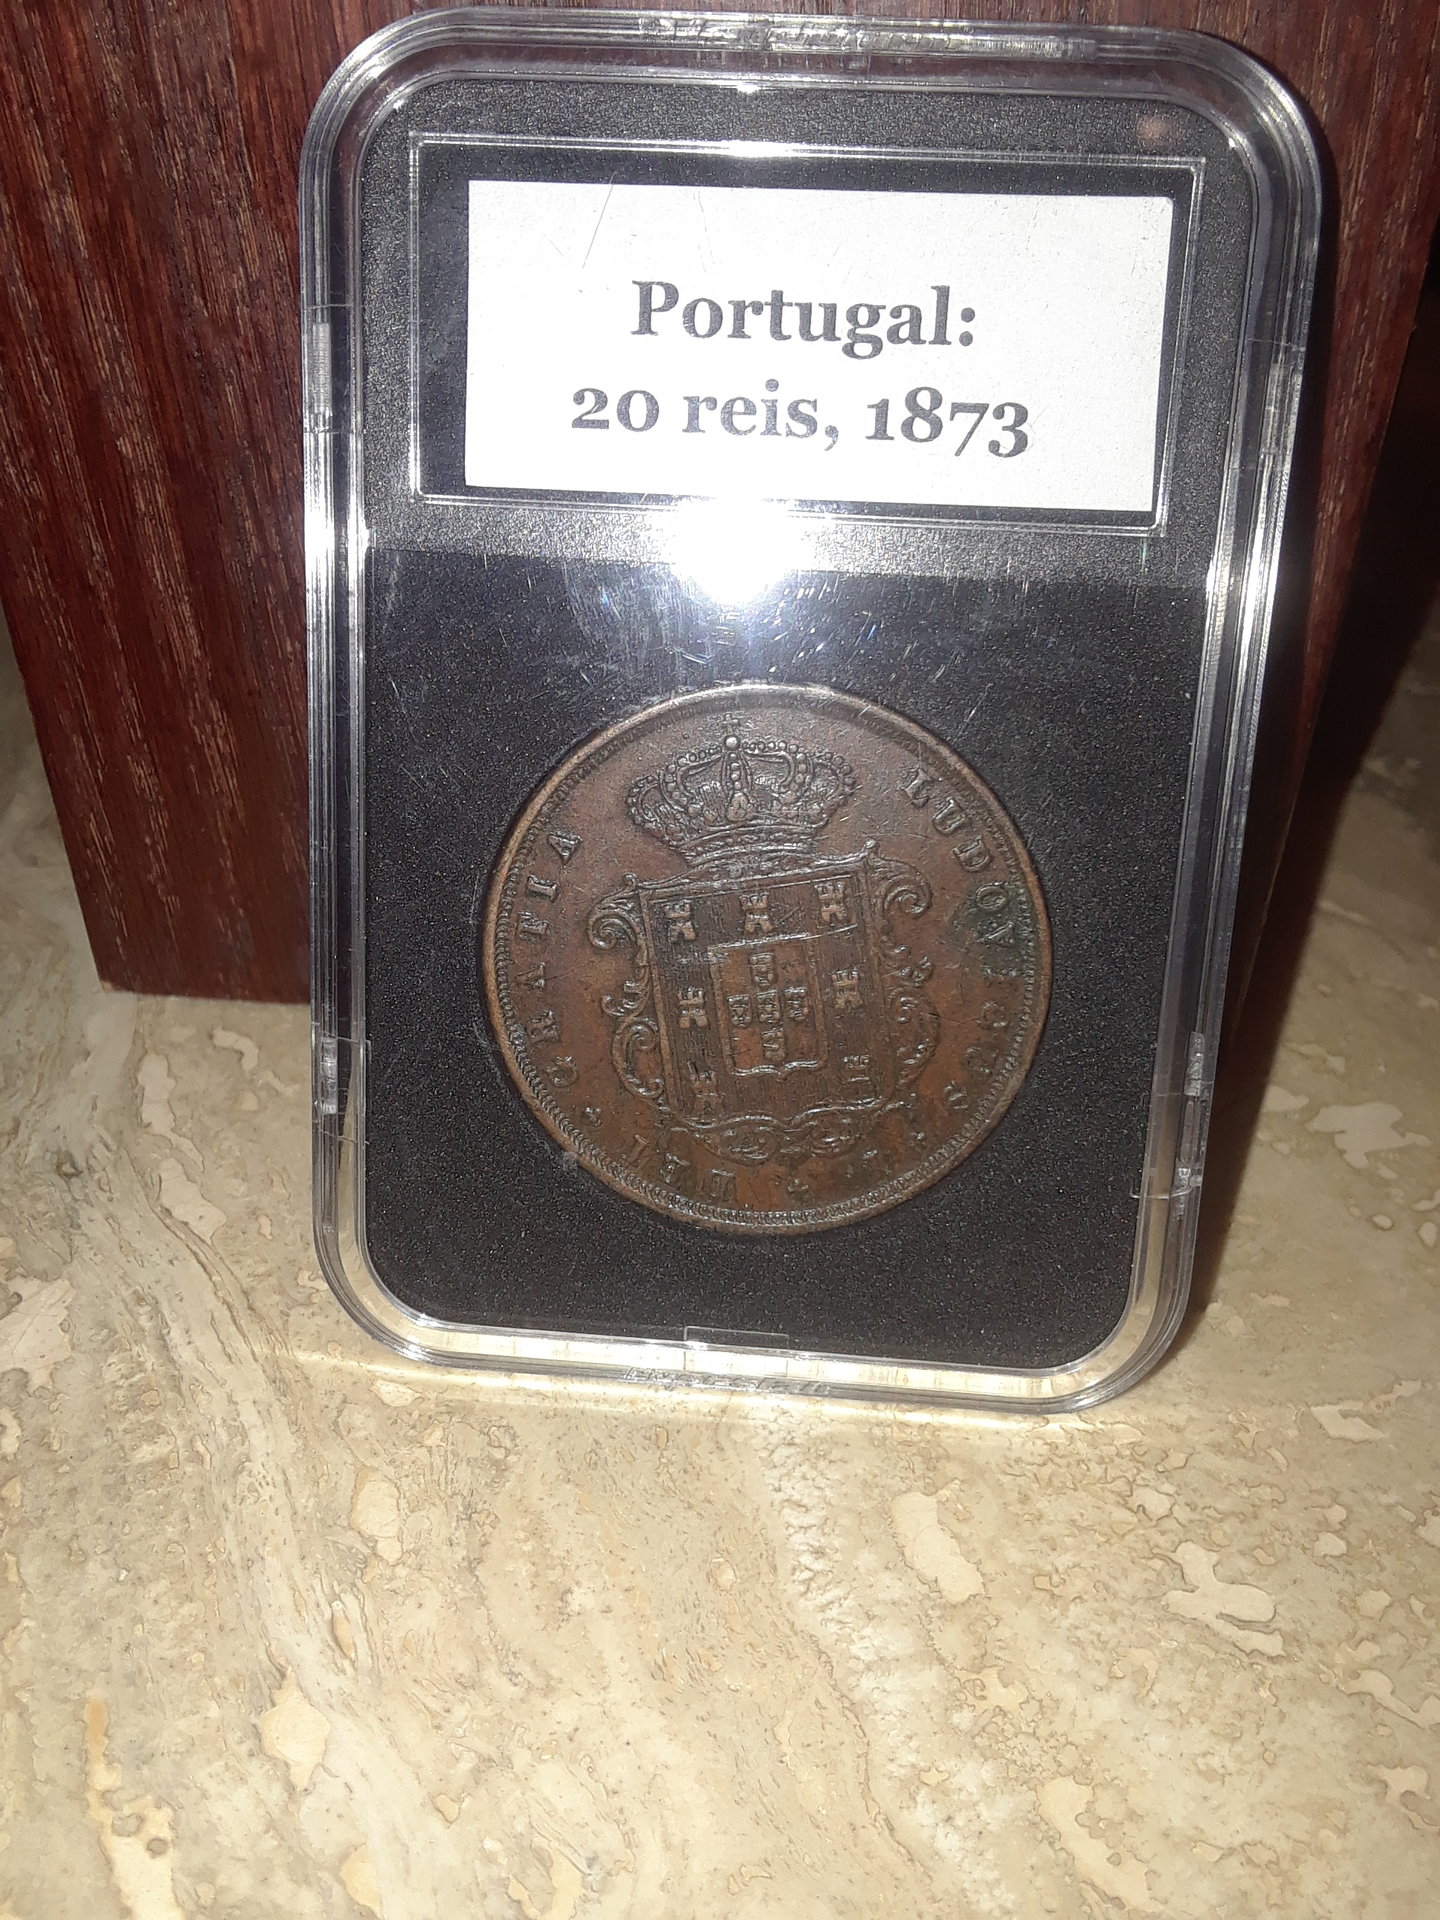 Portugal:
20 reis, 1873
LUDOVICUS I DEI GRATIA